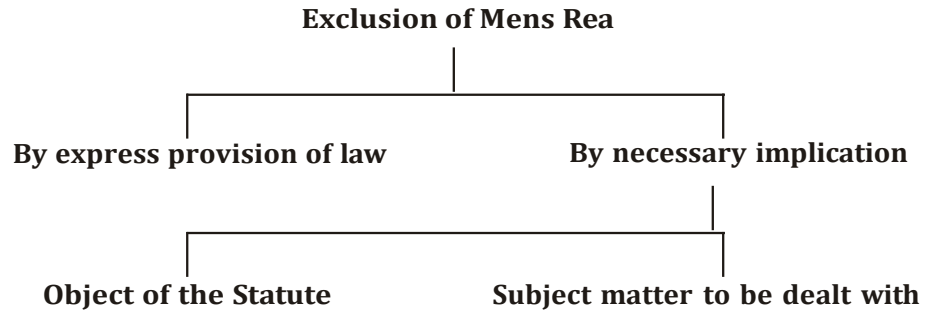 Exclusion of Mens Rea
By express provision of law By necessary implication
Object of the Statute Subject matter to be dealt with